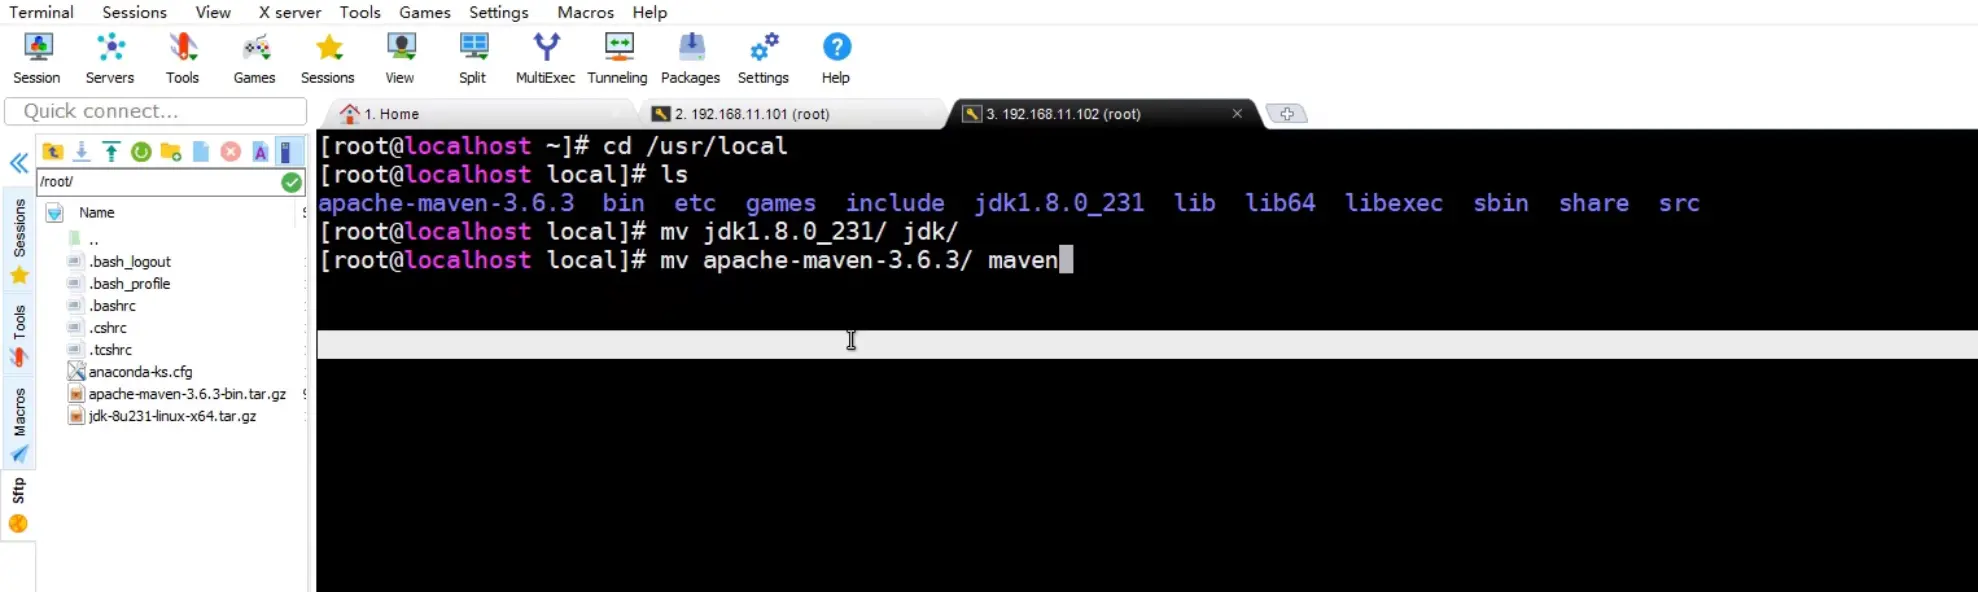 Terminal Sessions View X server Tools Games Settings Macros Help
Session Servers Tools Games Sessions View Split MultiExec Tunneling Packages Settings Help
Quick connect...
1. Home
2. 192.168.11.101 (root)
3. 192.168.11.102 (root)
/root/
Name
..
.bash_logout
.bash_profile
.bashrc
.cshrc
.tcshrc
anaconda-ks.cfg
apache-maven-3.6.3-bin.tar.gz
jdk-8u231-linux-x64.tar.gz
Sessions
Tools
Macros
Sftp
[root@localhost ~]# cd /usr/local
[root@localhost local]# ls
apache-maven-3.6.3 bin etc games include jdk1.8.0_231 lib lib64 libexec sbin share src
[root@localhost local]# mv jdk1.8.0_231/ jdk/
[root@localhost local]# mv apache-maven-3.6.3/ maven